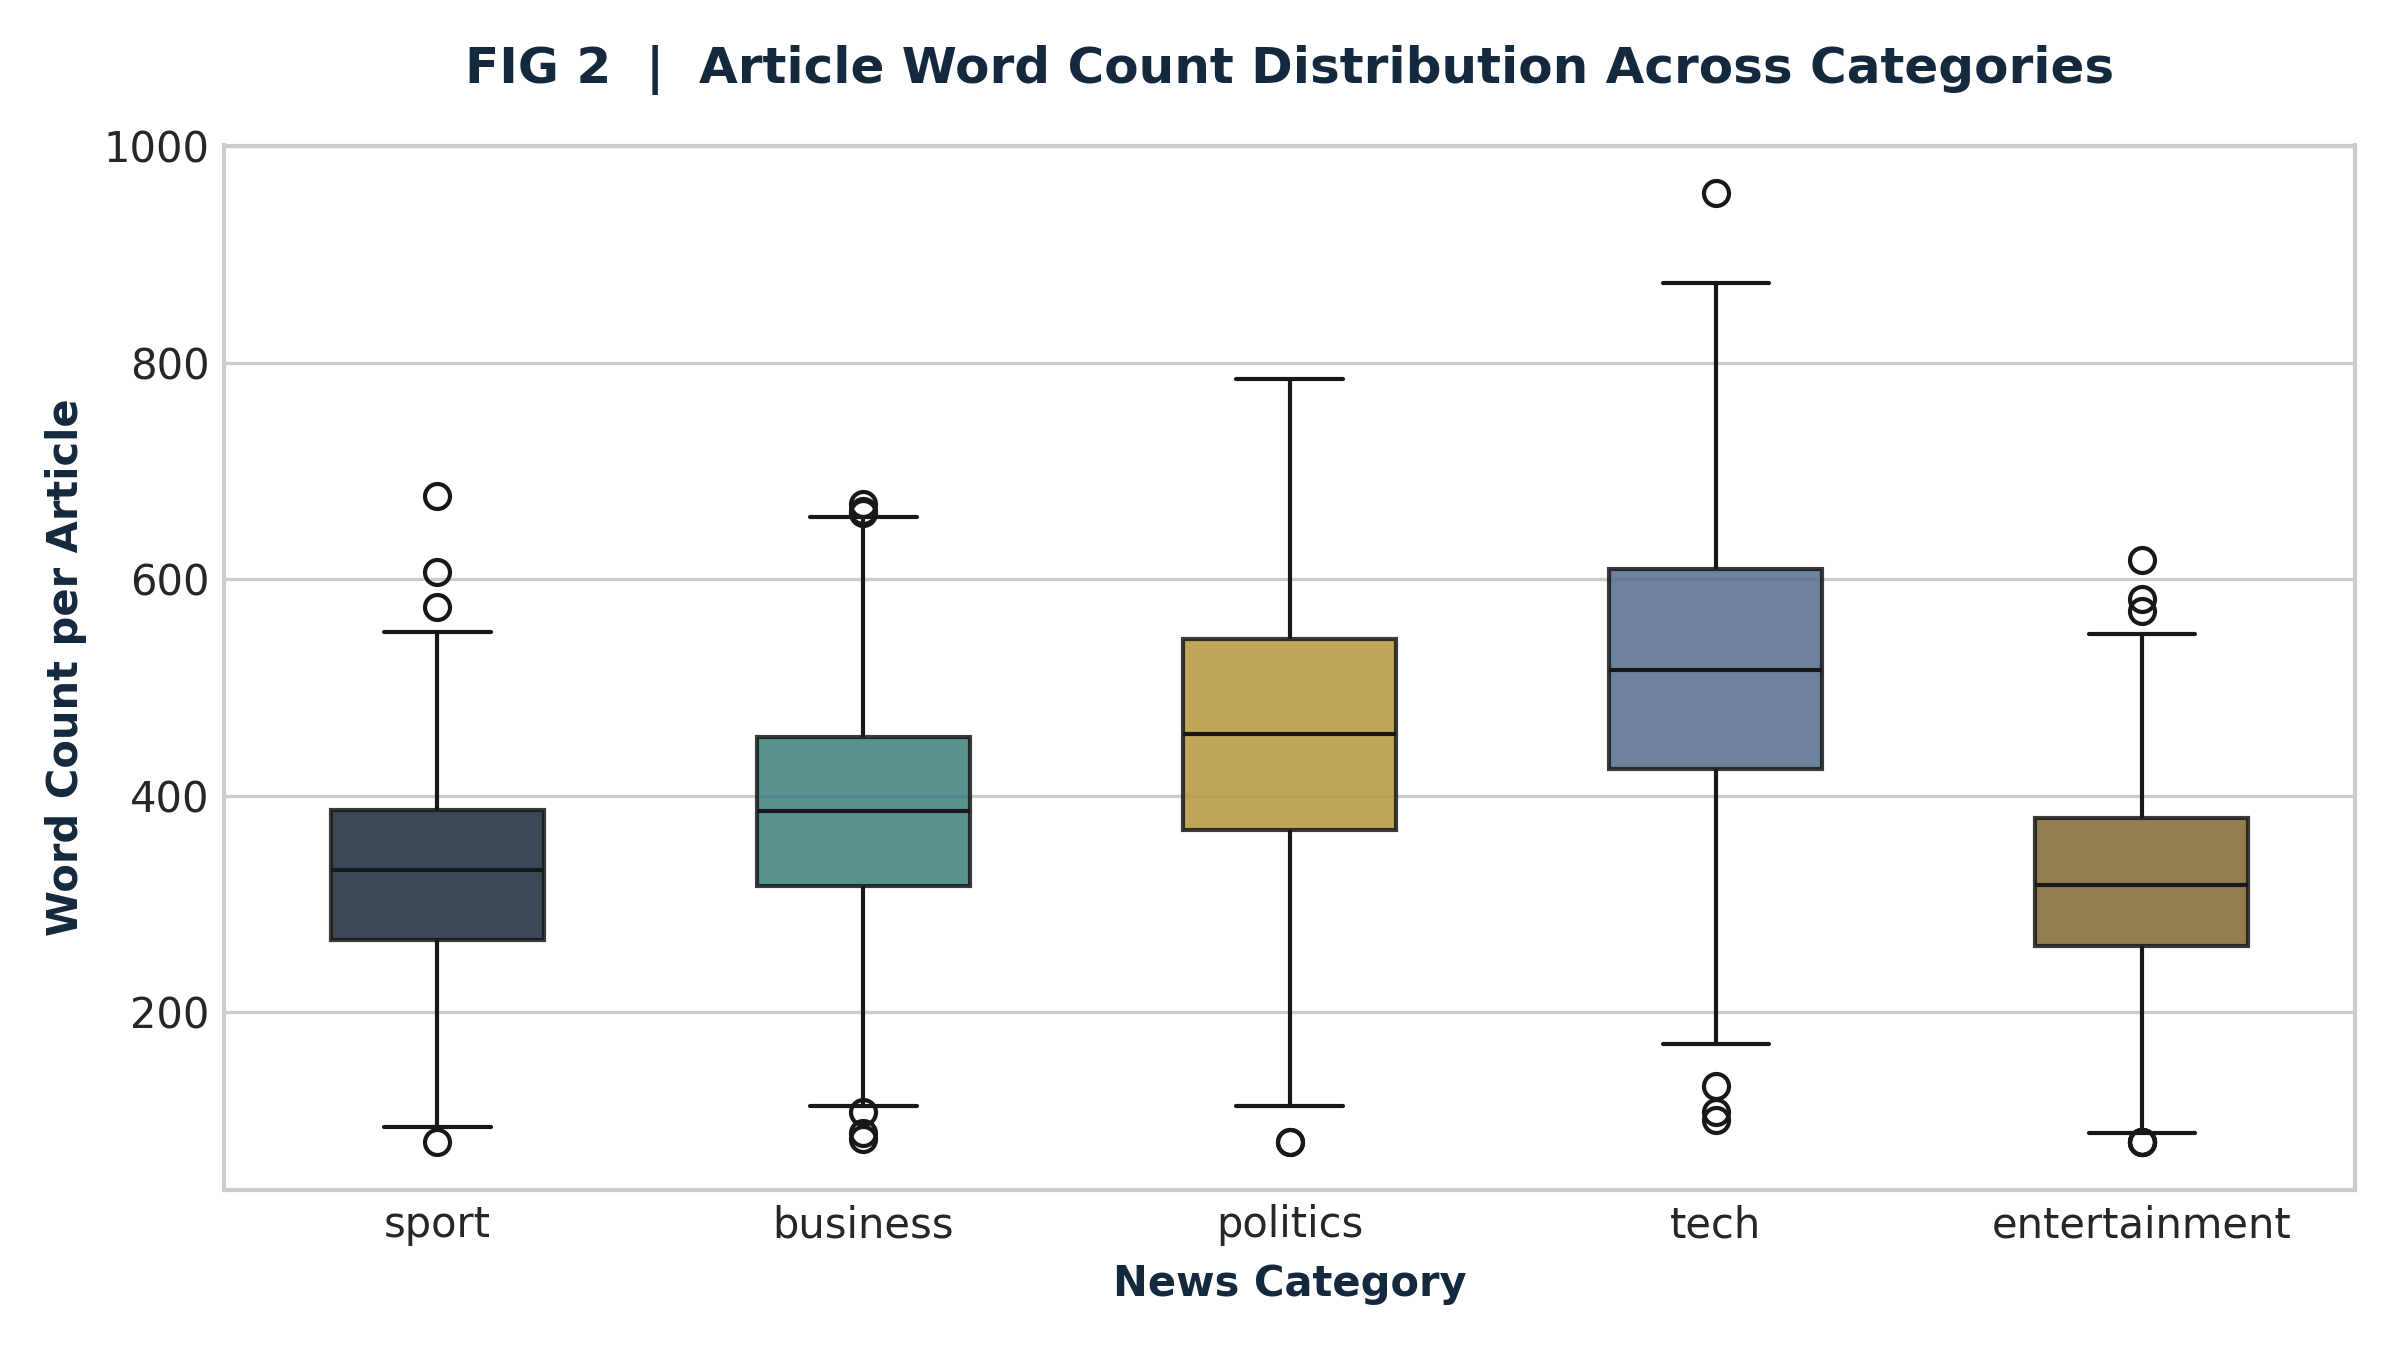 FIG 2 | Article Word Count Distribution Across Categories
1000
800
600
400
200
Word Count per Article
sport business politics tech entertainment
News Category